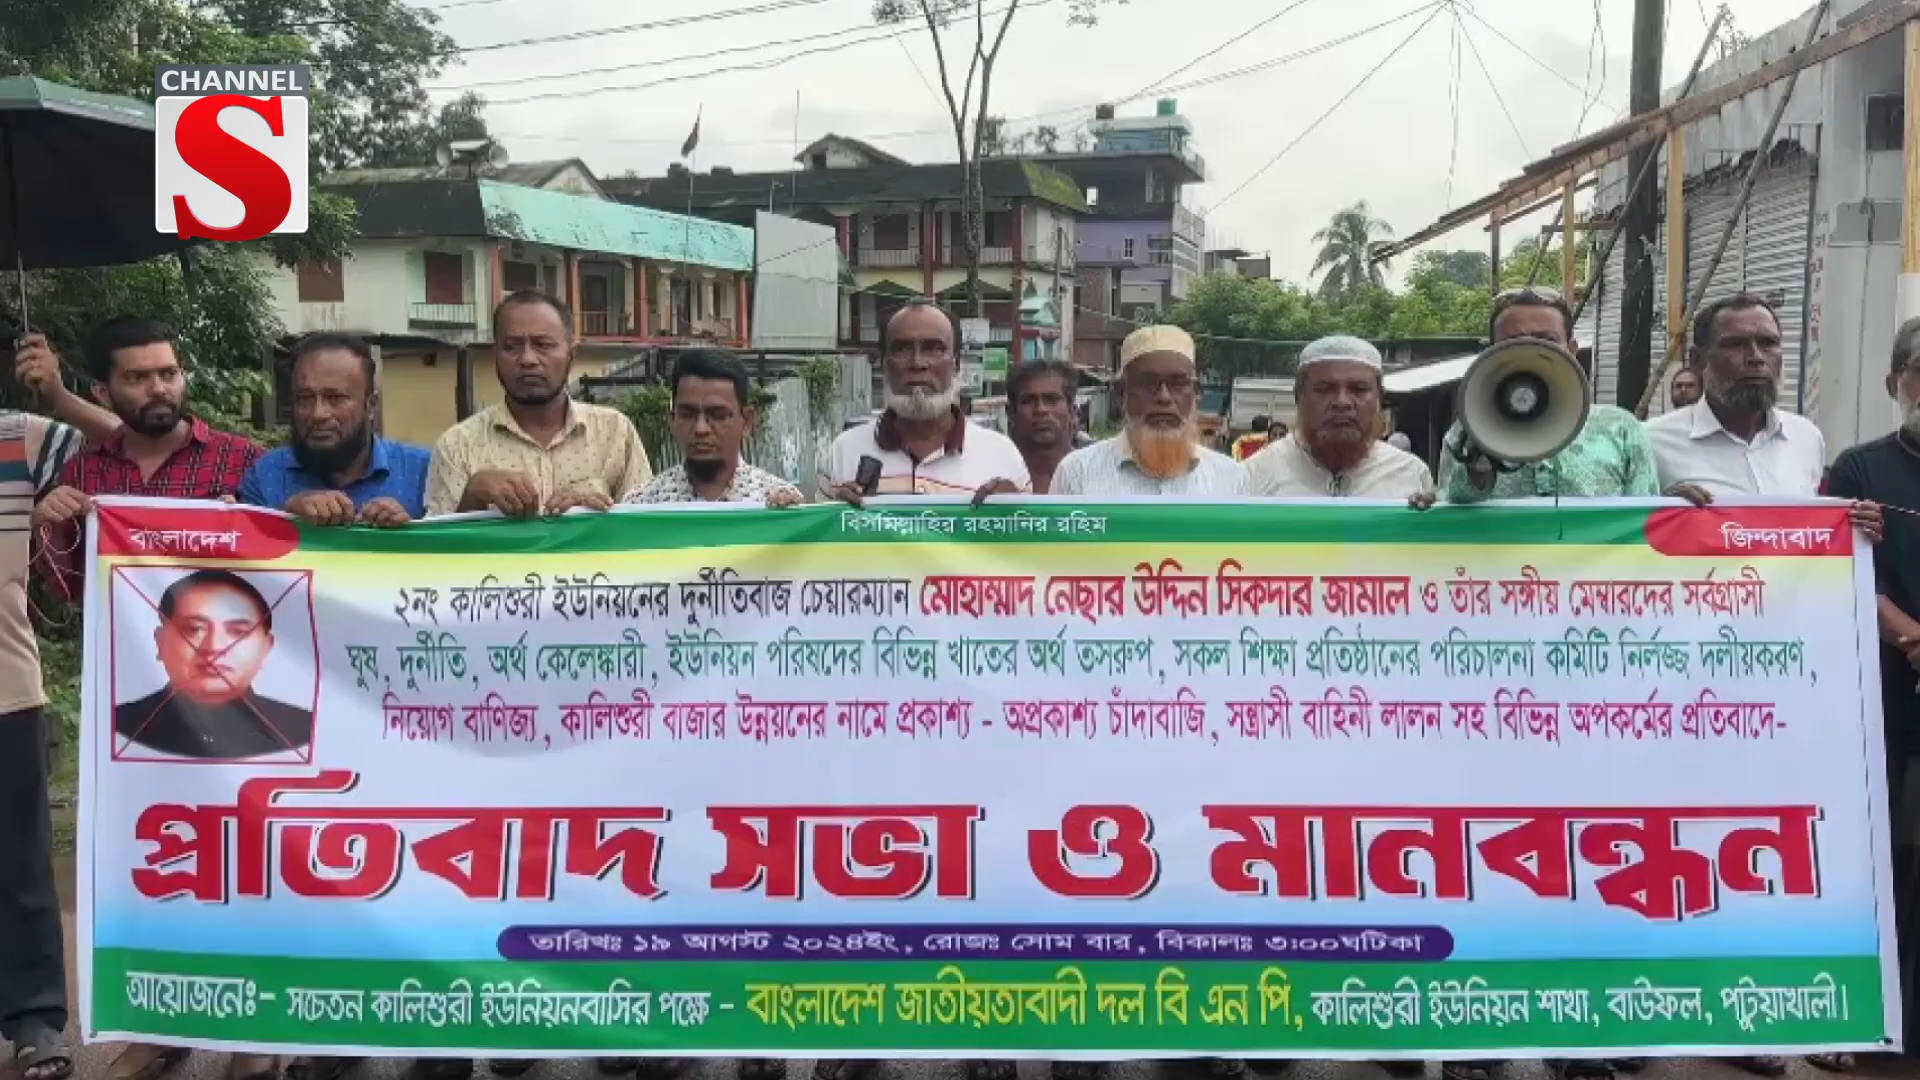 CHANNEL
S
বিসমিল্লাহির রহমানির রহিম
বাংলাদেশ
জিন্দাবাদ
২নং কালিশুরী ইউনিয়নের দুর্নীতিবাজ চেয়ারম্যান মোহাম্মাদ নেছার উদ্দিন সিকদার জামাল ও তাঁর সঙ্গীয় মেম্বারদের সর্বগ্রাসী
ঘুষ, দুর্নীতি, অর্থ কেলেঙ্কারী, ইউনিয়ন পরিষদের বিভিন্ন খাতের অর্থ তসরুপ, সকল শিক্ষা প্রতিষ্ঠানের পরিচালনা কমিটি নির্লজ্জ দলীয়করণ,
নিয়োগ বাণিজ্য, কালিশুরী বাজার উন্নয়নের নামে প্রকাশ্য - অপ্রকাশ্য চাঁদাবাজি, সন্ত্রাসী বাহিনী লালন সহ বিভিন্ন অপকর্মের প্রতিবাদে-
প্রতিবাদ সভা ও মানবন্ধন
তারিখঃ ১৯ আগস্ট ২০২৪ইং, রোজঃ সোম বার, বিকালঃ ৩:০০ঘটিকা
আয়োজনেঃ- সচেতন কালিশুরী ইউনিয়নবাসির পক্ষে - বাংলাদেশ জাতীয়তাবাদী দল বি এন পি, কালিশুরী ইউনিয়ন শাখা, বাউফল, পটুয়াখালী।